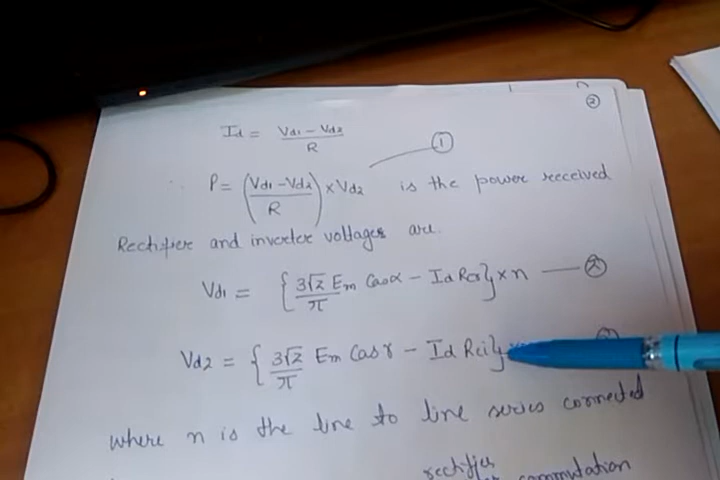 ②
Id = Vd1 - Vd2 / R
①
P = (Vd1 - Vd2 / R) × Vd2 is the power received
Rectifier and inverter voltages are.
Vd1 = { 3√2/π Em Cosα - Id Rcr} × n — ②
Vd2 = { 3√2/π Em Cosγ - Id Rci}
where n is the line to line series connected
rectifier
commutation